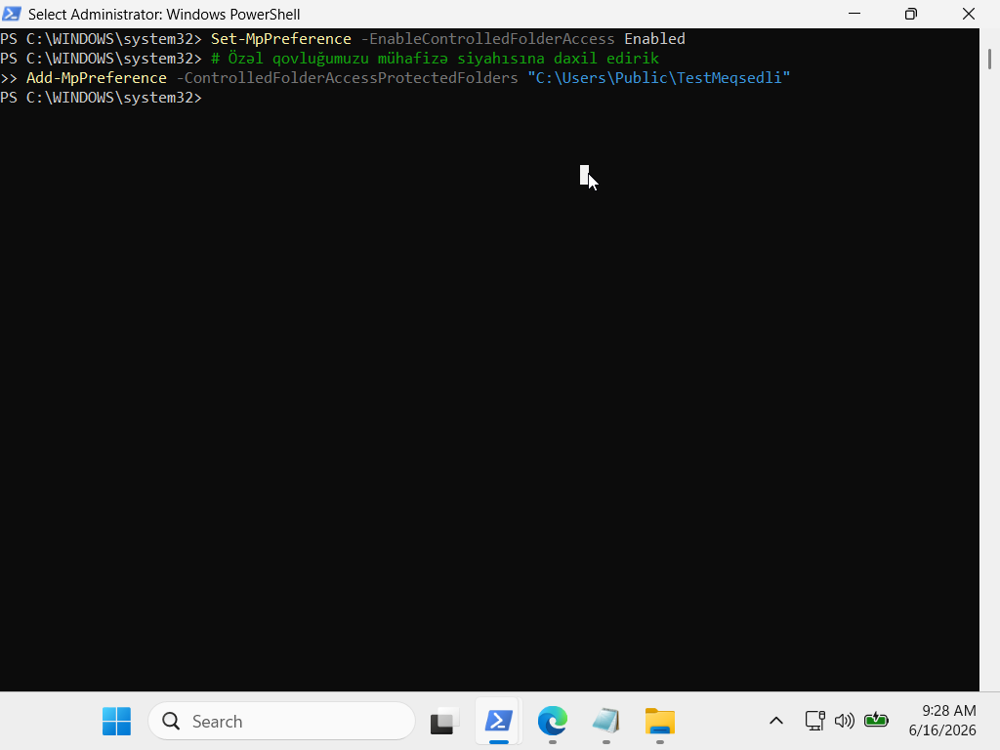 Select Administrator: Windows PowerShell
PS C:\WINDOWS\system32> Set-MpPreference -EnableControlledFolderAccess Enabled
PS C:\WINDOWS\system32> # Özəl qovluğumuzu mühafizə siyahısına daxil edirik
>> Add-MpPreference -ControlledFolderAccessProtectedFolders "C:\Users\Public\TestMeqsedli"
PS C:\WINDOWS\system32>
Search
9:28 AM
6/16/2026